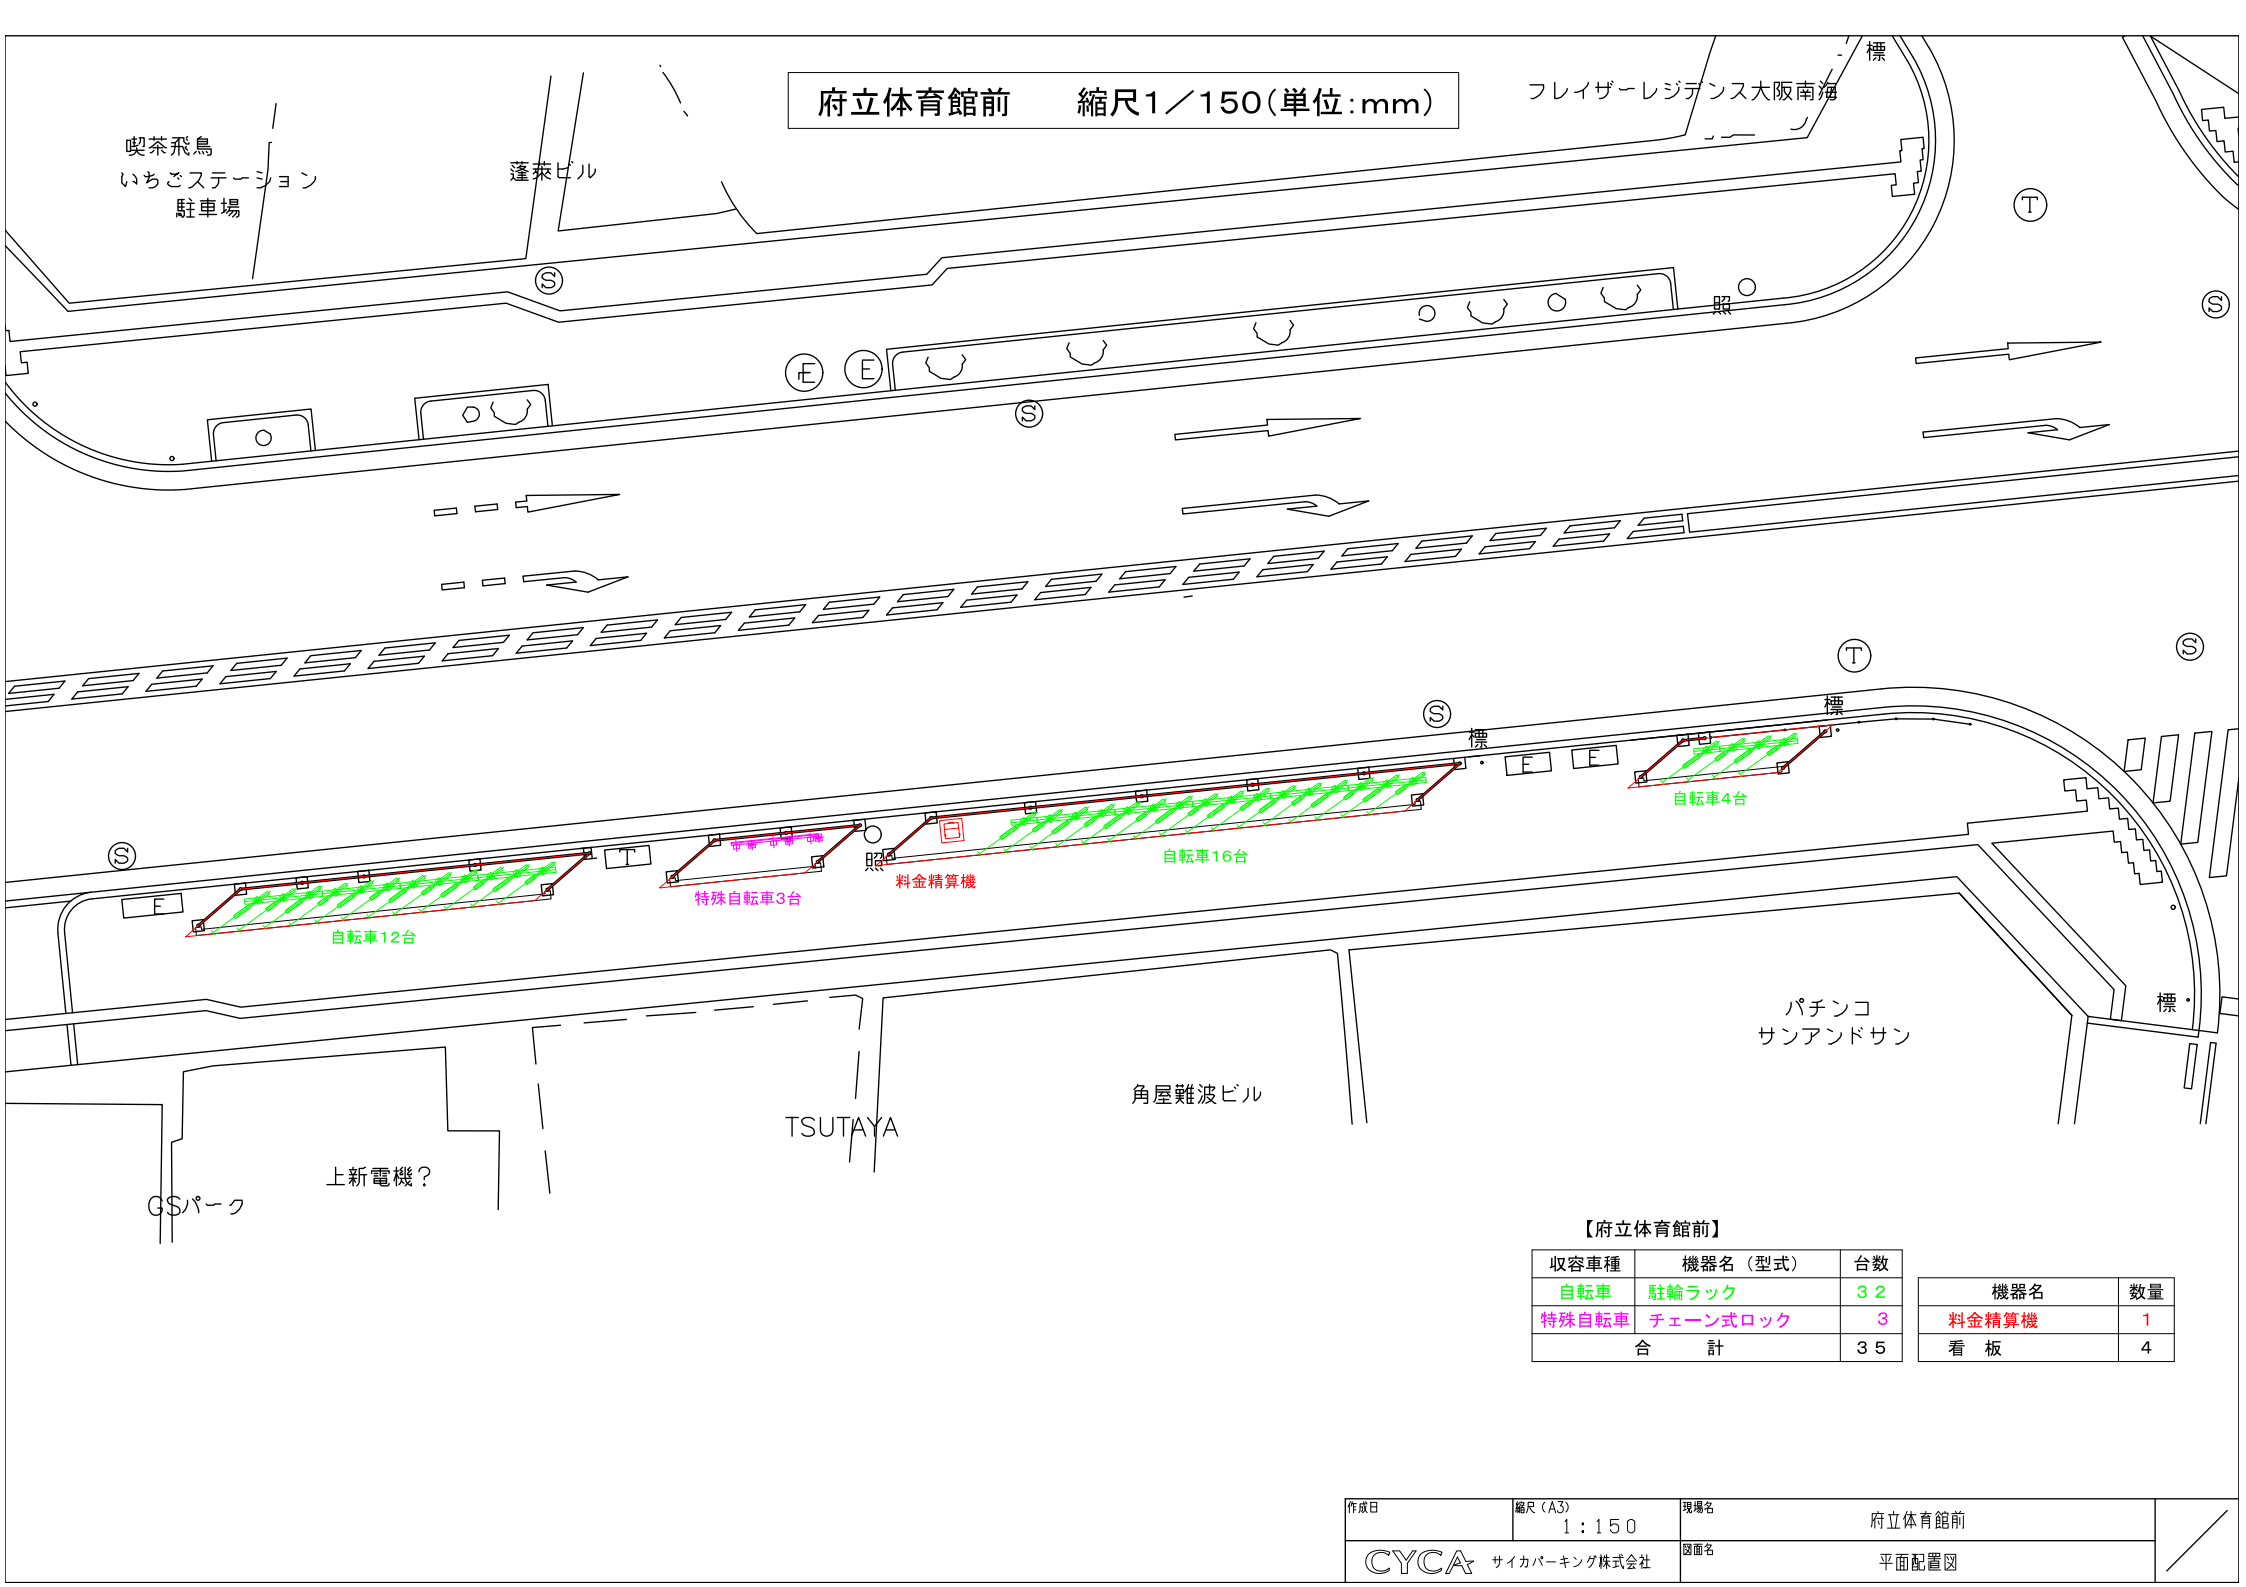 府立体育館前　　縮尺1／150(単位:mm)
フレイザーレジデンス大阪南海
標
喫茶飛鳥
いちごステーション
駐車場
蓬萊ビル
T
S
S
照
E
E
S
T
S
標
S
標
E
E
自転車4台
自転車16台
S
T
照
料金精算機
特殊自転車3台
E
自転車12台
標
パチンコ
サンアンドサン
角屋難波ビル
TSUTAYA
上新電機?
GSパーク
【府立体育館前】
収容車種 機器名（型式） 台数
自転車 駐輪ラック 32
特殊自転車 チェーン式ロック 3
合　計 35
機器名 数量
料金精算機 1
看　板 4
作成日
縮尺（A3）
1：150
現場名
府立体育館前
CYCA サイカパーキング株式会社
図面名
平面配置図